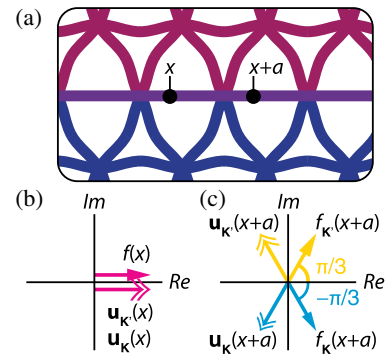 (a)
x
x+a
(b)
Im
f(x)
Re
u_K'(x)
u_K(x)
(c)
Im
u_K'(x+a)
f_K'(x+a)
π/3
Re
-π/3
u_K(x+a)
f_K(x+a)